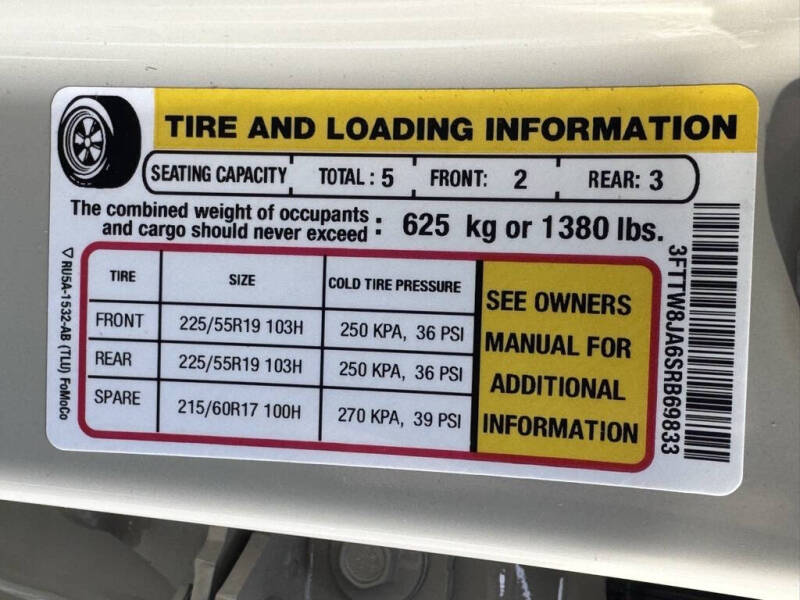 TIRE AND LOADING INFORMATION
SEATING CAPACITY TOTAL : 5 FRONT: 2 REAR: 3
The combined weight of occupants
and cargo should never exceed : 625 kg or 1380 lbs.
TIRE SIZE COLD TIRE PRESSURE
FRONT 225/55R19 103H 250 KPA, 36 PSI
REAR 225/55R19 103H 250 KPA, 36 PSI
SPARE 215/60R17 100H 270 KPA, 39 PSI
SEE OWNERS
MANUAL FOR
ADDITIONAL
INFORMATION
3FTTW8JA6SRB69833
RU5A-1532-AB (TLU) FoMoCo